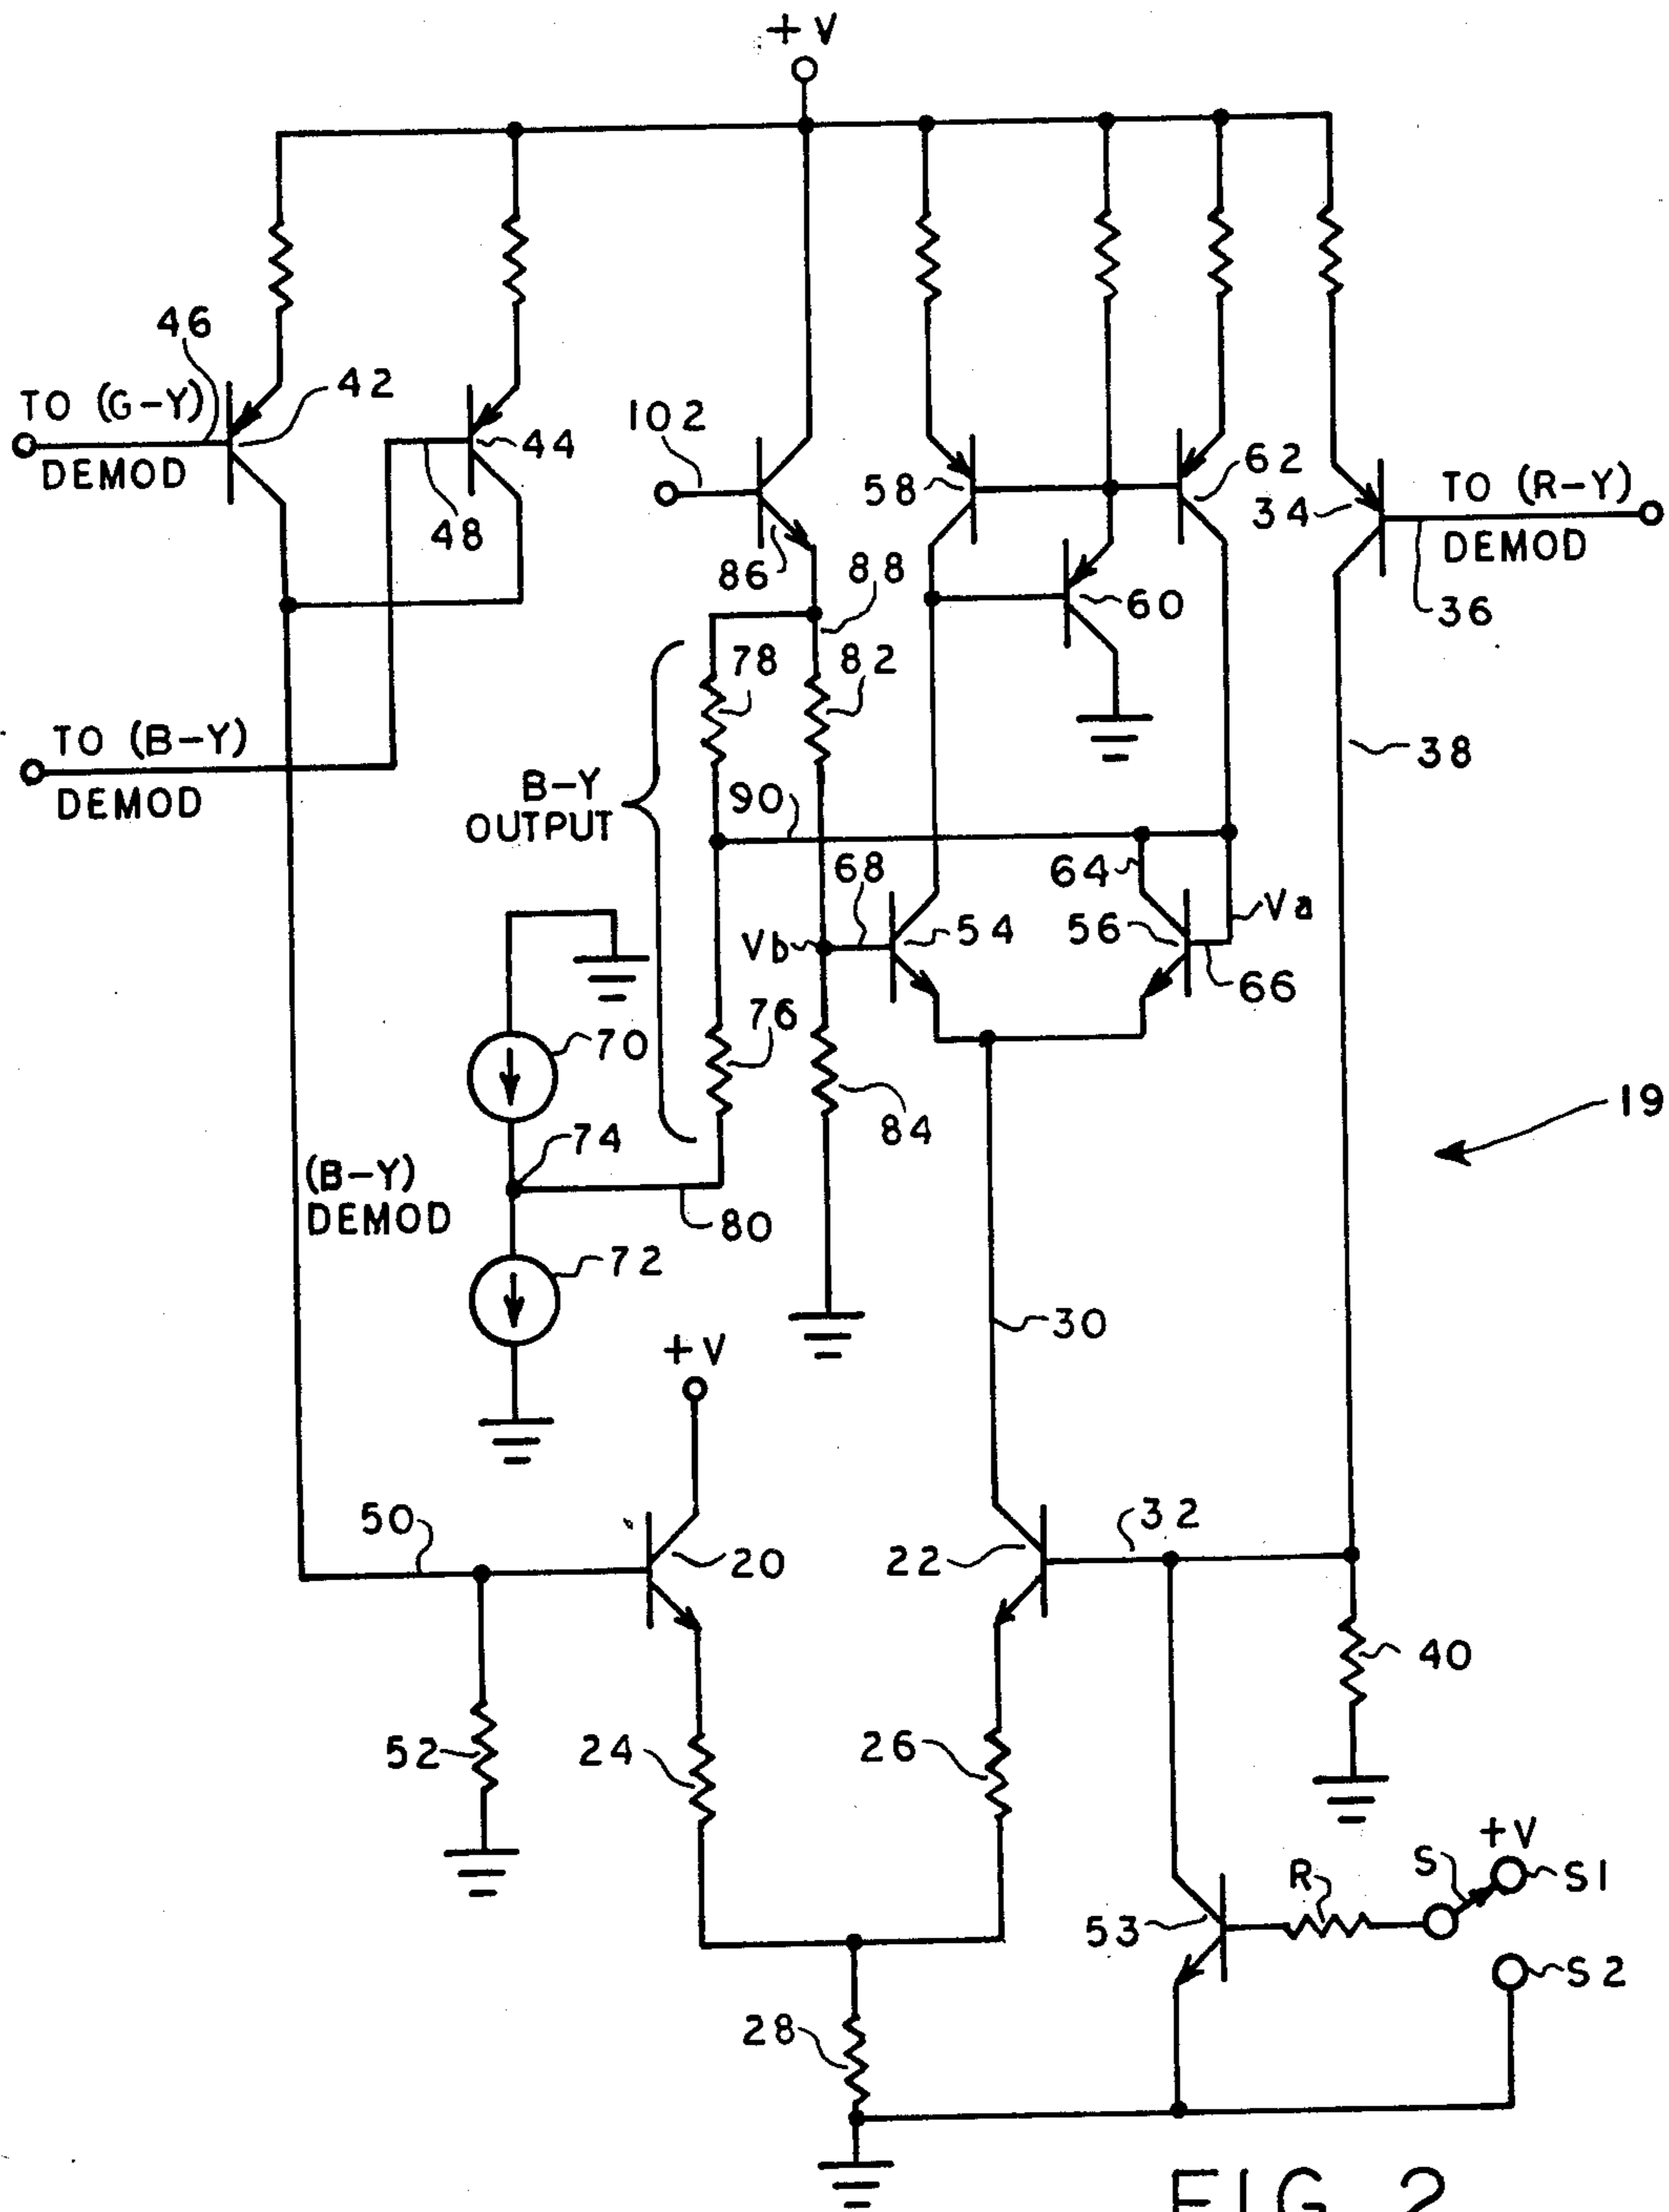 +V
46
42
TO (G-Y)
DEMOD
44
48
102
86
58
62
TO (R-Y)
DEMOD
34
36
88
60
78
82
TO (B-Y)
DEMOD
38
B-Y
OUTPUT
90
68
64
Va
Vb
54
56
66
70
76
84
19
74
(B-Y)
DEMOD
80
72
30
+V
50
20
22
32
40
52
24
26
+V
S
S1
R
53
S2
28
FIG. 2